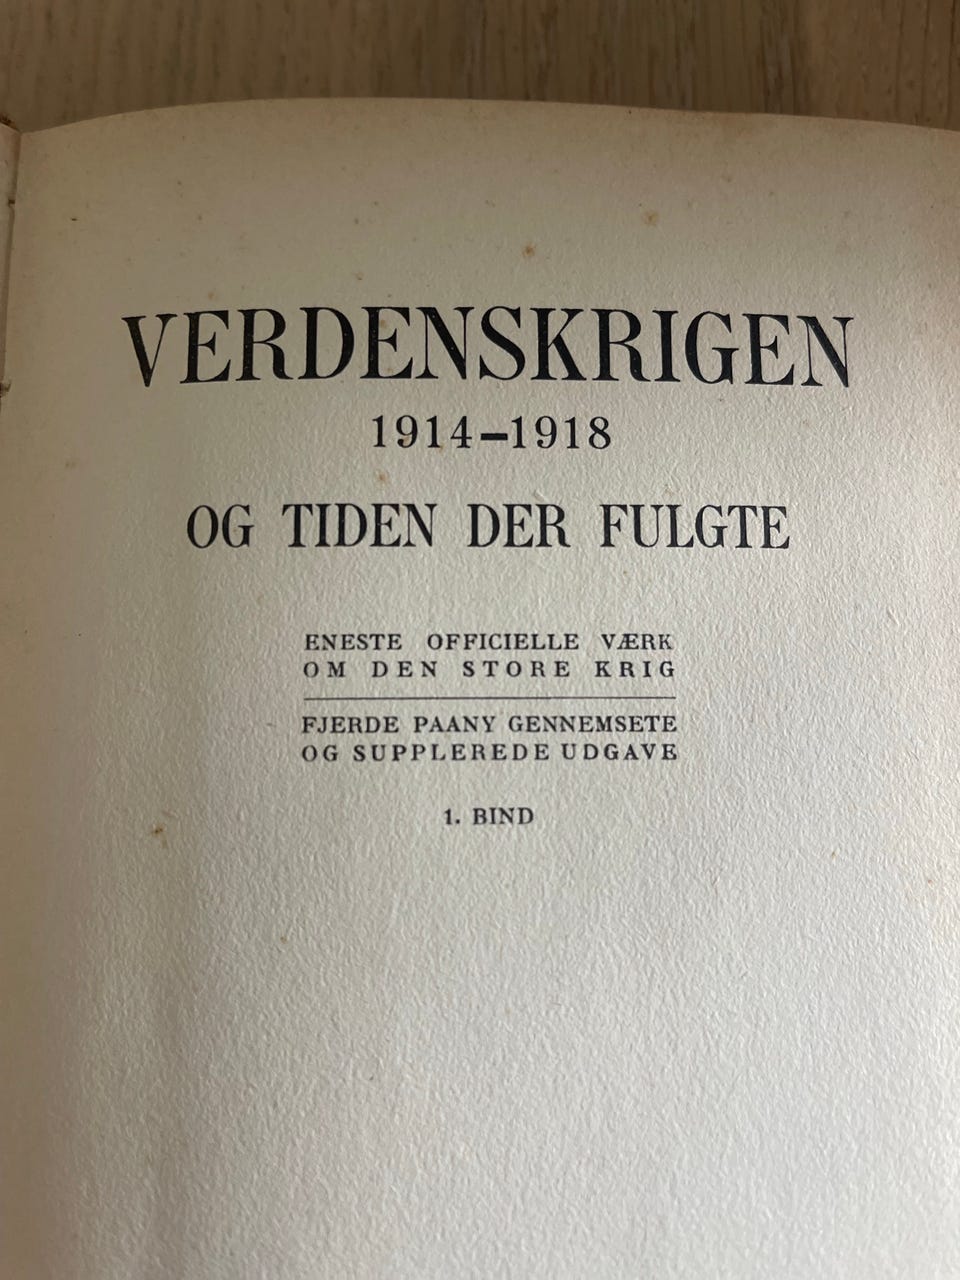 VERDENSKRIGEN
1914–1918
OG TIDEN DER FULGTE
ENESTE OFFICIELLE VÆRK
OM DEN STORE KRIG
FJERDE PAANY GENNEMSETE
OG SUPPLEREDE UDGAVE
1. BIND